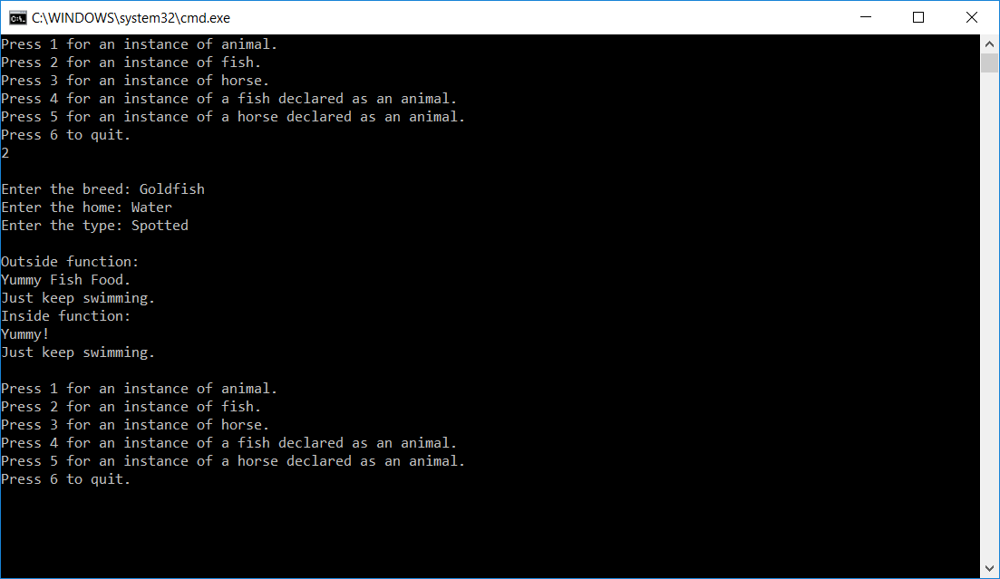 C:\WINDOWS\system32\cmd.exe
Press 1 for an instance of animal.
Press 2 for an instance of fish.
Press 3 for an instance of horse.
Press 4 for an instance of a fish declared as an animal.
Press 5 for an instance of a horse declared as an animal.
Press 6 to quit.
2
Enter the breed: Goldfish
Enter the home: Water
Enter the type: Spotted
Outside function:
Yummy Fish Food.
Just keep swimming.
Inside function:
Yummy!
Just keep swimming.
Press 1 for an instance of animal.
Press 2 for an instance of fish.
Press 3 for an instance of horse.
Press 4 for an instance of a fish declared as an animal.
Press 5 for an instance of a horse declared as an animal.
Press 6 to quit.